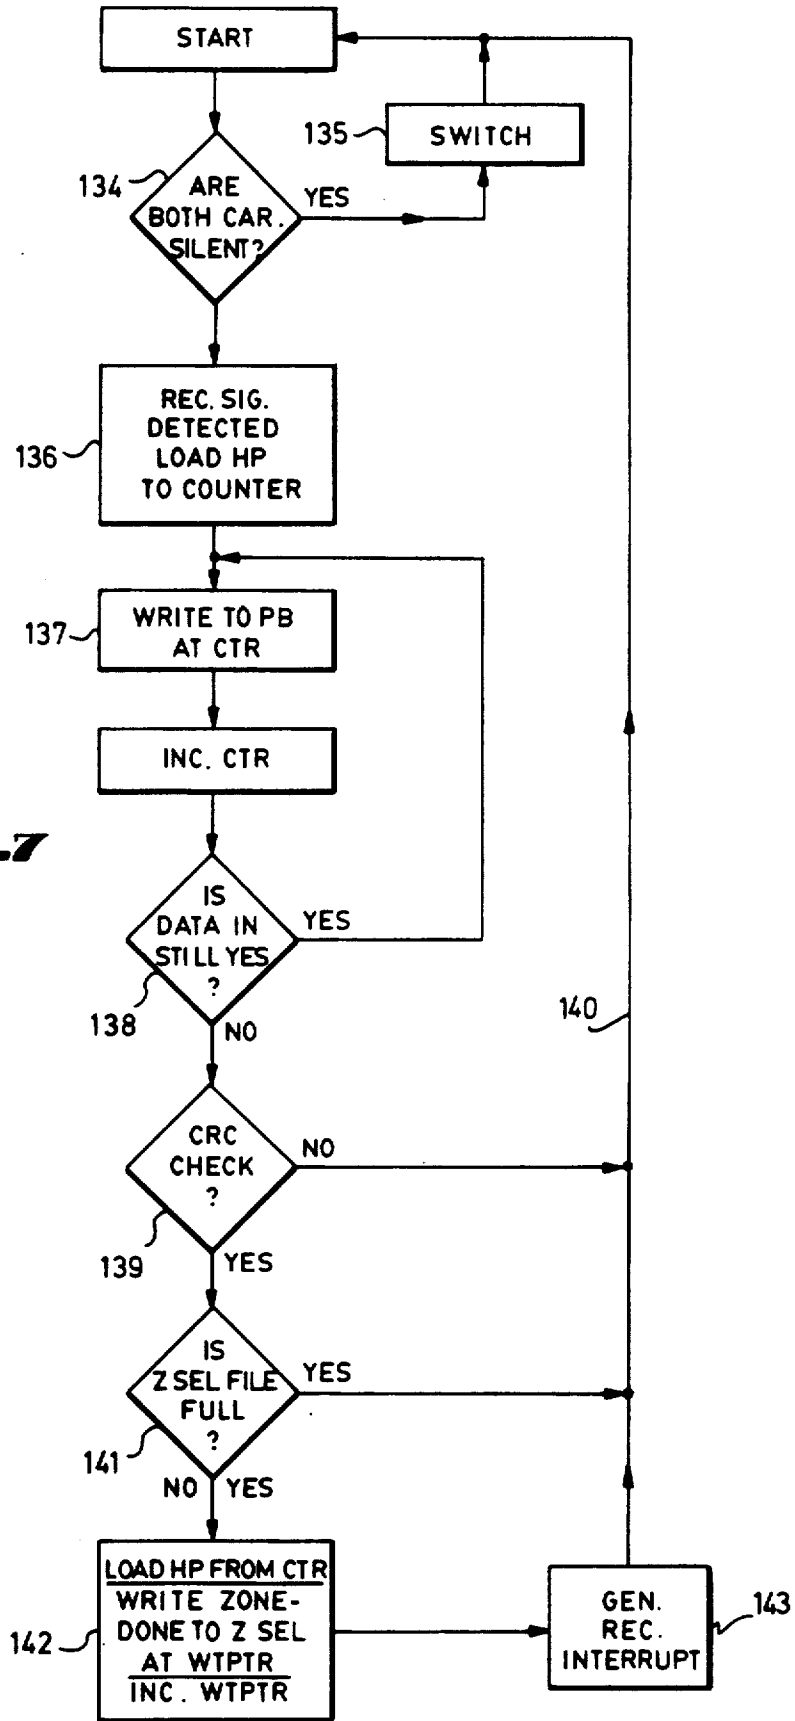 START
135
SWITCH
134
ARE
BOTH CAR.
SILENT?
YES
136
REC. SIG.
DETECTED
LOAD HP
TO COUNTER
137
WRITE TO PB
AT CTR
INC. CTR
.7
IS
DATA IN
STILL YES
?
YES
138
NO
140
CRC
CHECK
?
NO
139
YES
IS
Z SEL FILE
FULL
?
YES
141
NO YES
142
LOAD HP FROM CTR
WRITE ZONE-
DONE TO Z SEL
AT WTPTR
INC. WTPTR
GEN.
REC.
INTERRUPT
143